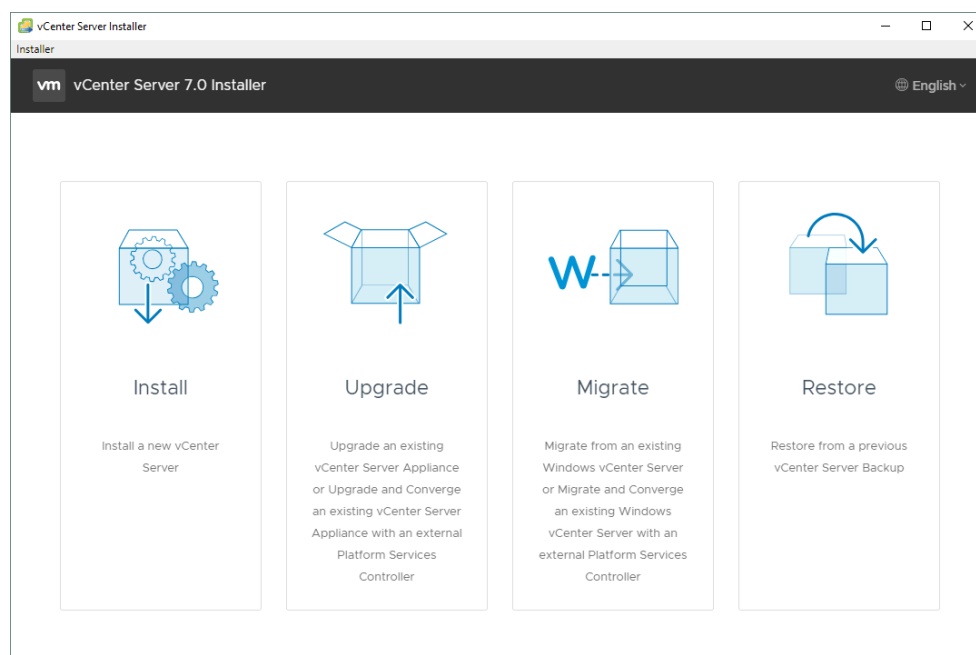 vCenter Server Installer
Installer
vm vCenter Server 7.0 Installer
English
Install
Install a new vCenter
Server
Upgrade
Upgrade an existing
vCenter Server Appliance
or Upgrade and Converge
an existing vCenter Server
Appliance with an external
Platform Services
Controller
W
Migrate
Migrate from an existing
Windows vCenter Server
or Migrate and Converge
an existing Windows
vCenter Server with an
external Platform Services
Controller
Restore
Restore from a previous
vCenter Server Backup